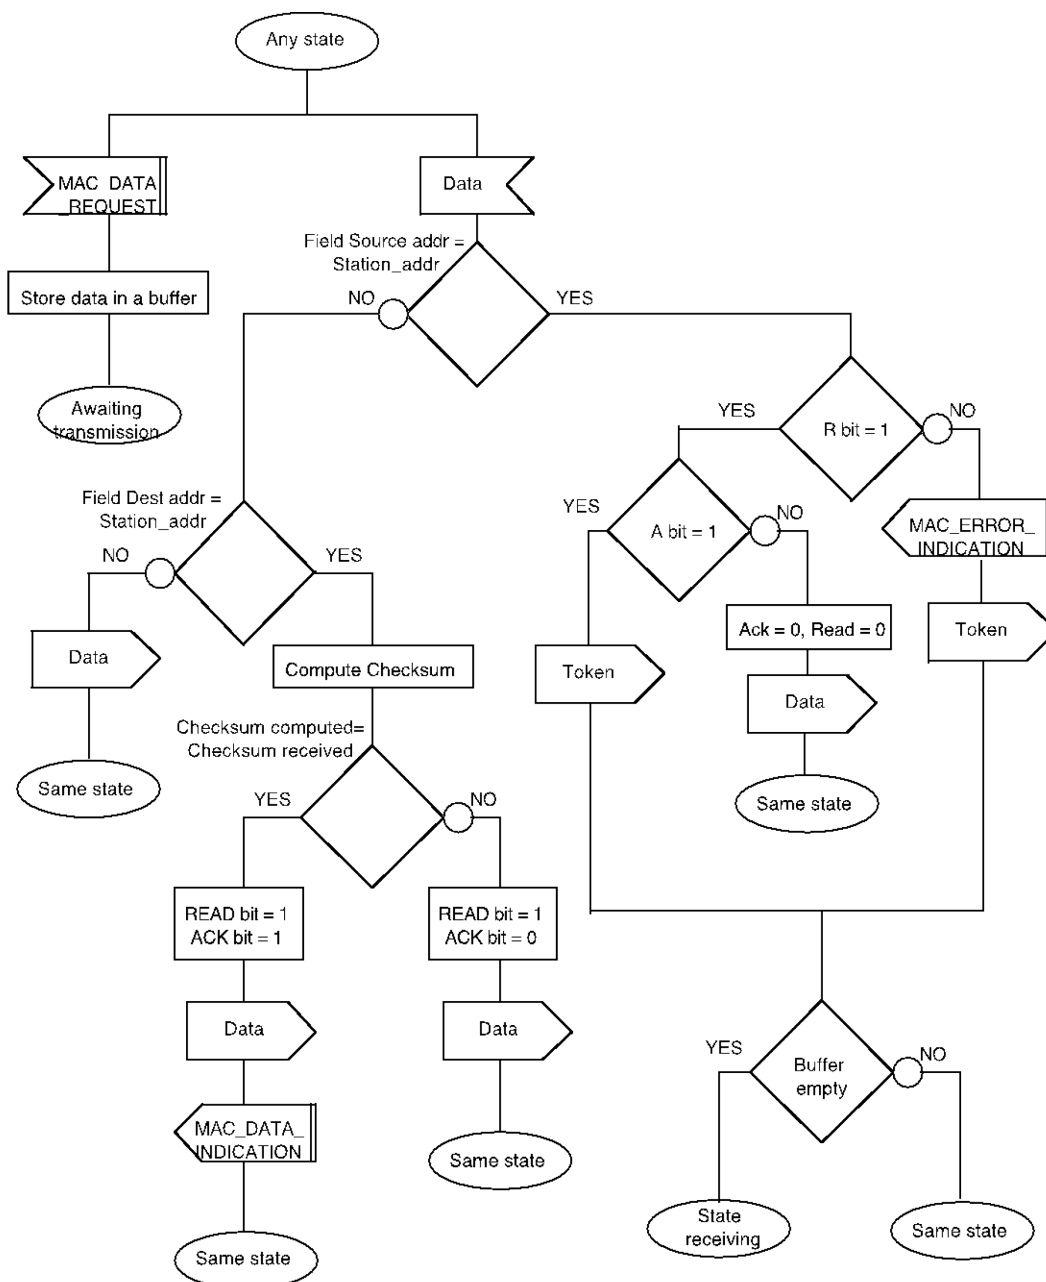 Any state
MAC_DATA
_REQUEST
Data
Field Source addr =
Station_addr
NO
YES
Store data in a buffer
Awaiting
transmission
YES
NO
R bit = 1
Field Dest addr =
Station_addr
YES
NO
A bit = 1
MAC_ERROR_
INDICATION
NO
YES
Data
Ack = 0, Read = 0
Token
Compute Checksum
Token
Data
Checksum computed=
Checksum received
Same state
YES
NO
Same state
READ bit = 1
ACK bit = 1
READ bit = 1
ACK bit = 0
Data
Data
YES
NO
Buffer
empty
MAC_DATA_
INDICATION
Same state
State
receiving
Same state
Same state